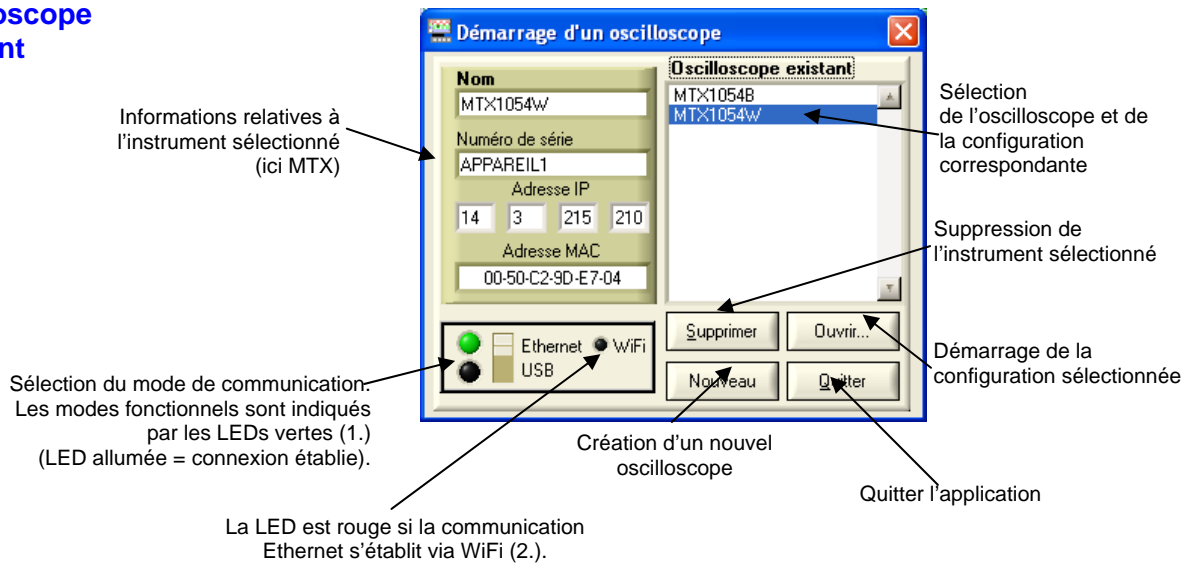 oscope
nt
Démarrage d'un oscilloscope
Nom
MTX1054W
Numéro de série
APPAREIL1
Adresse IP
14 3 215 210
Adresse MAC
00-50-C2-9D-E7-04
Oscilloscope existant
MTX1054B
MTX1054W
Ethernet WiFi
USB
Supprimer Ouvrir...
Nouveau Quitter
Informations relatives à
l'instrument sélectionné
(ici MTX)
Sélection
de l'oscilloscope et de
la configuration
correspondante
Suppression de
l'instrument sélectionné
Démarrage de la
configuration sélectionnée
Sélection du mode de communication
Les modes fonctionnels sont indiqués
par les LEDs vertes (1.)
(LED allumée = connexion établie).
Création d'un nouvel
oscilloscope
Quitter l'application
La LED est rouge si la communication
Ethernet s'établit via WiFi (2.).